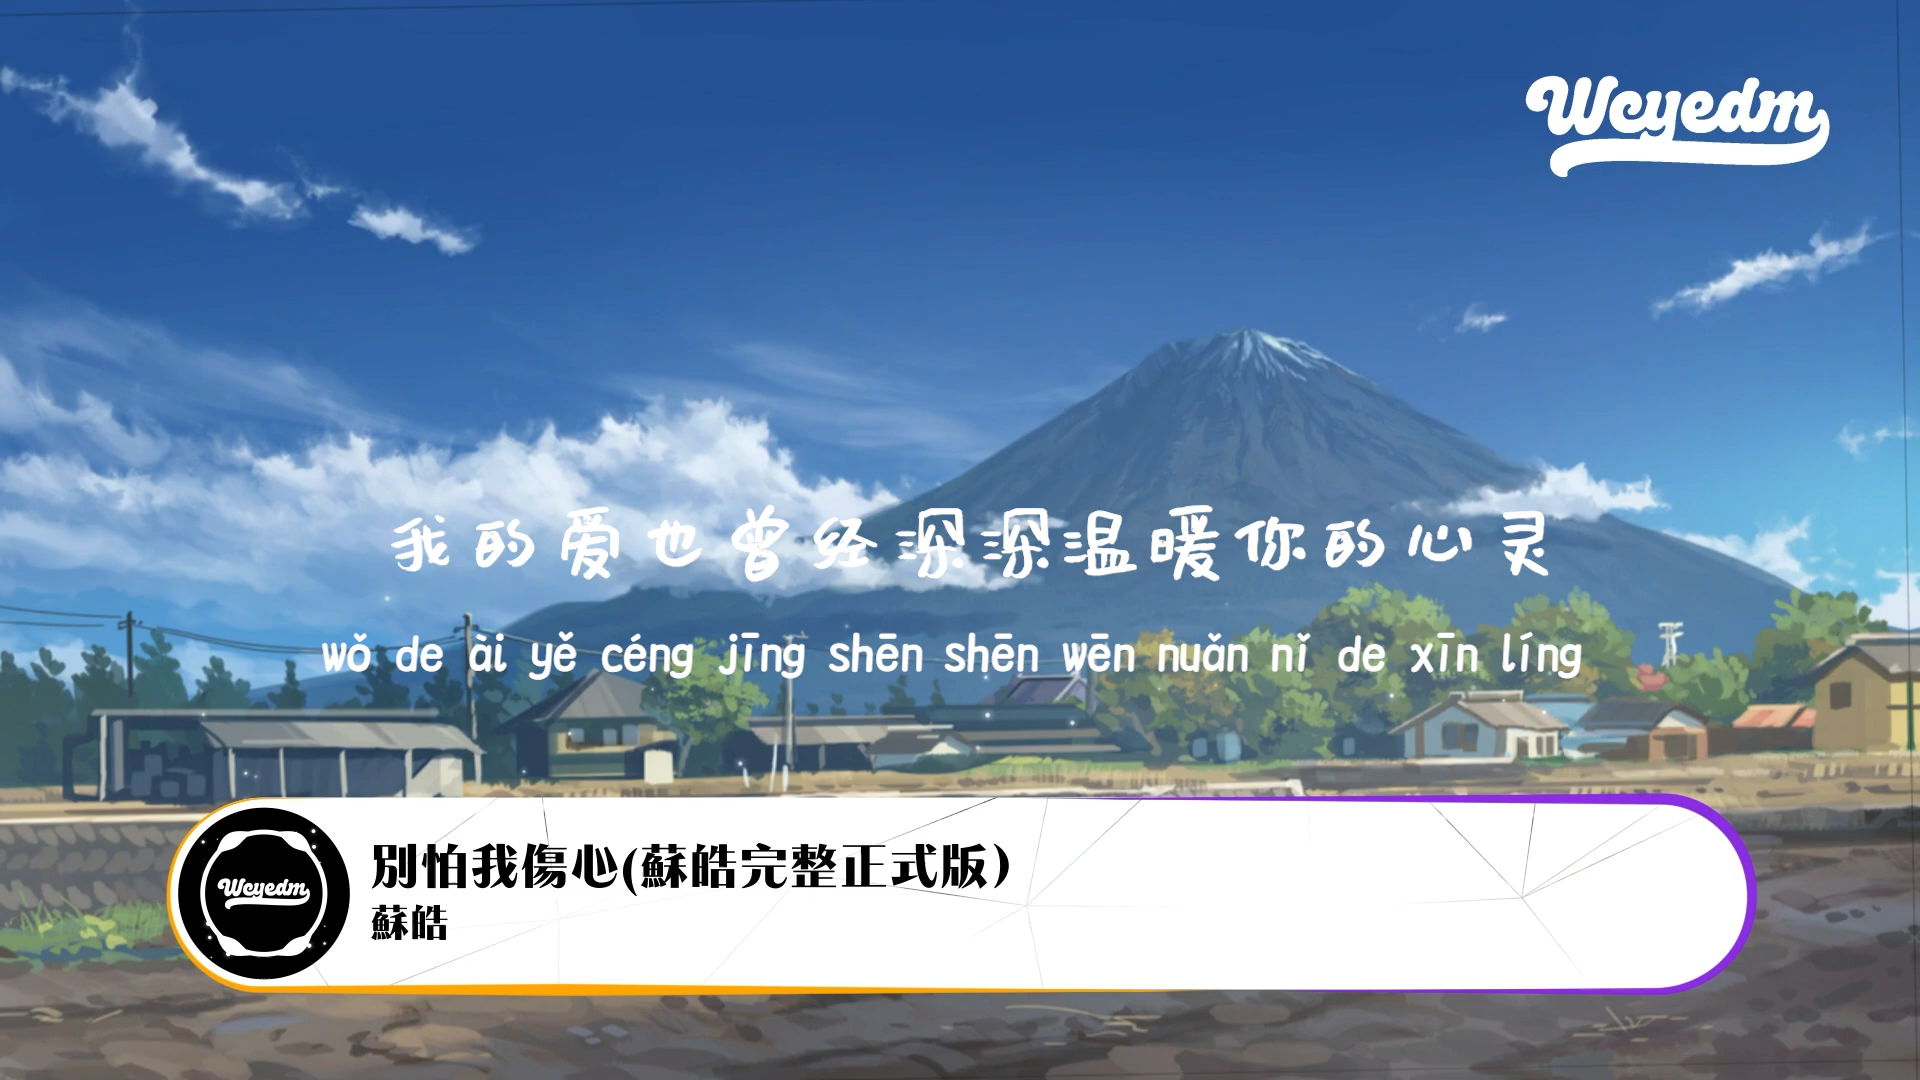 Wcyedm
我的爱也曾经深深温暖你的心灵
wǒ de ài yě céng jīng shēn shēn wēn nuǎn nǐ de xīn líng
Wcyedm
別怕我傷心(蘇皓完整正式版)
蘇皓